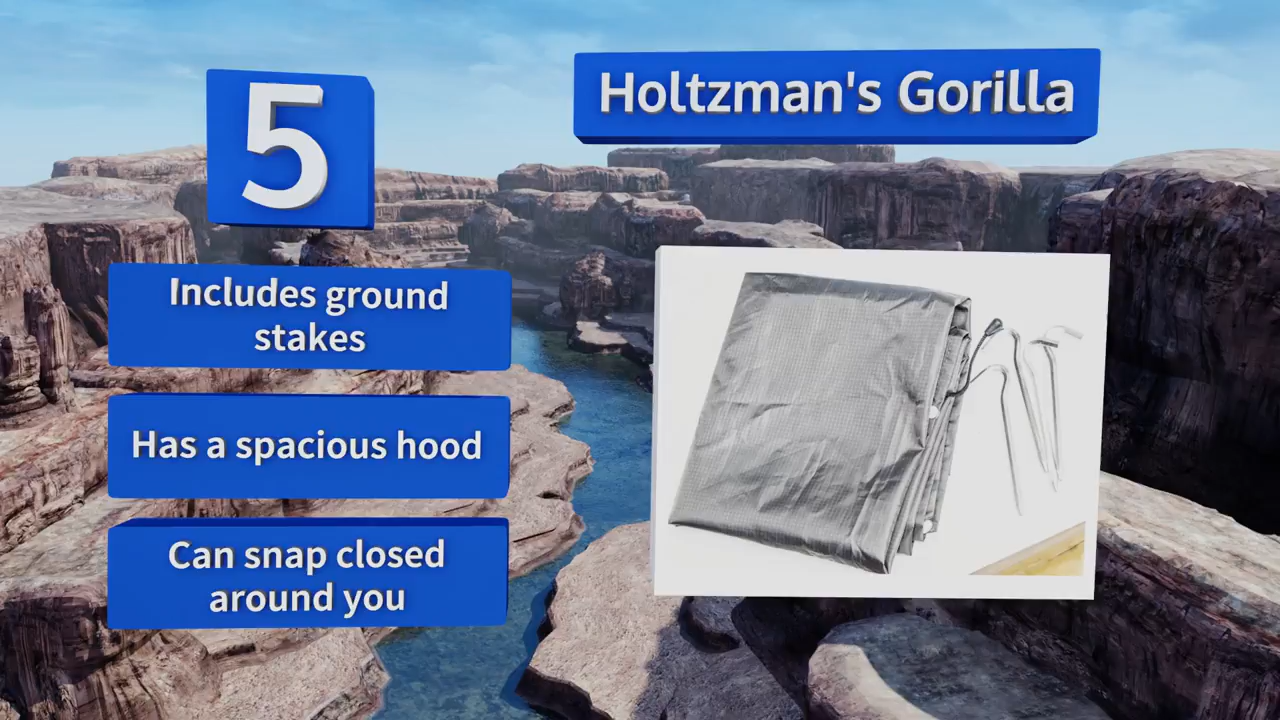 5
Holtzman's Gorilla
Includes ground
stakes
Has a spacious hood
Can snap closed
around you